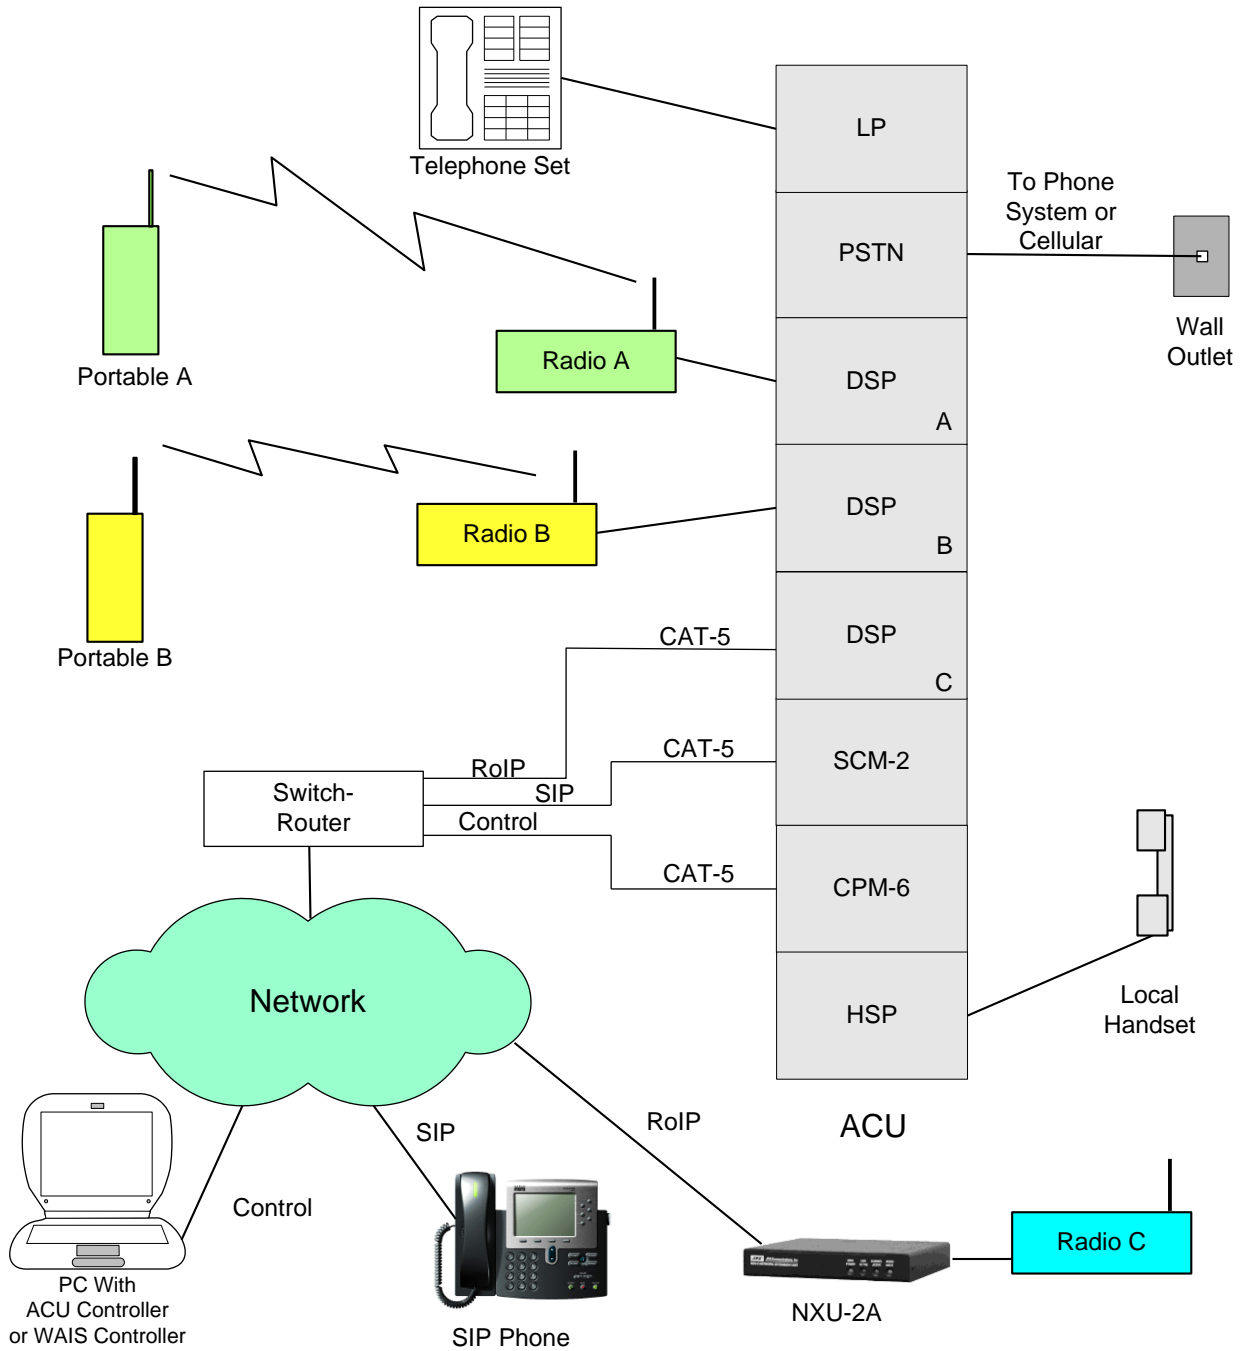 LP
Telephone Set
To Phone
System or
Cellular
PSTN
Wall
Outlet
Portable A
Radio A
DSP
A
Radio B
DSP
B
Portable B
CAT-5
DSP
C
CAT-5
SCM-2
RoIP
SIP
Control
Switch-
Router
CAT-5
CPM-6
Network
HSP
Local
Handset
ACU
RoIP
SIP
Control
Radio C
PC With
ACU Controller
or WAIS Controller
SIP Phone
NXU-2A